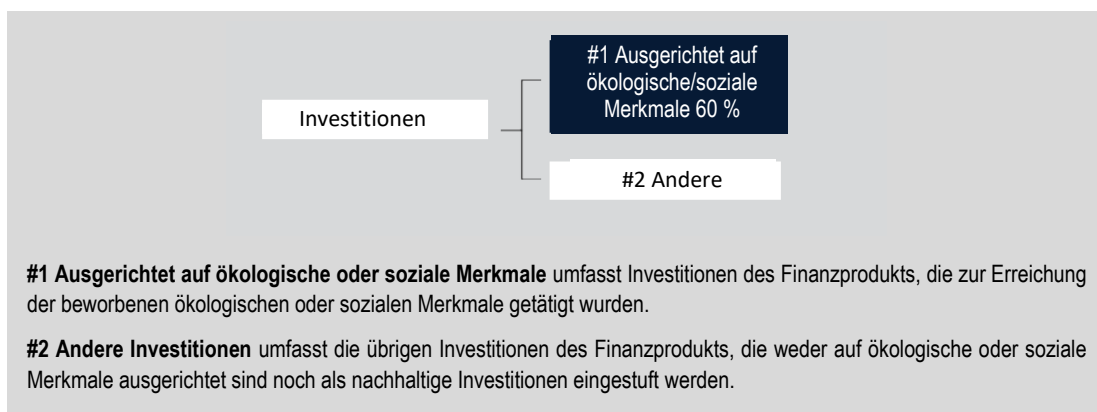 #1 Ausgerichtet auf
ökologische/soziale
Merkmale 60 %
Investitionen
#2 Andere
#1 Ausgerichtet auf ökologische oder soziale Merkmale umfasst Investitionen des Finanzprodukts, die zur Erreichung
der beworbenen ökologischen oder sozialen Merkmale getätigt wurden.
#2 Andere Investitionen umfasst die übrigen Investitionen des Finanzprodukts, die weder auf ökologische oder soziale
Merkmale ausgerichtet sind noch als nachhaltige Investitionen eingestuft werden.